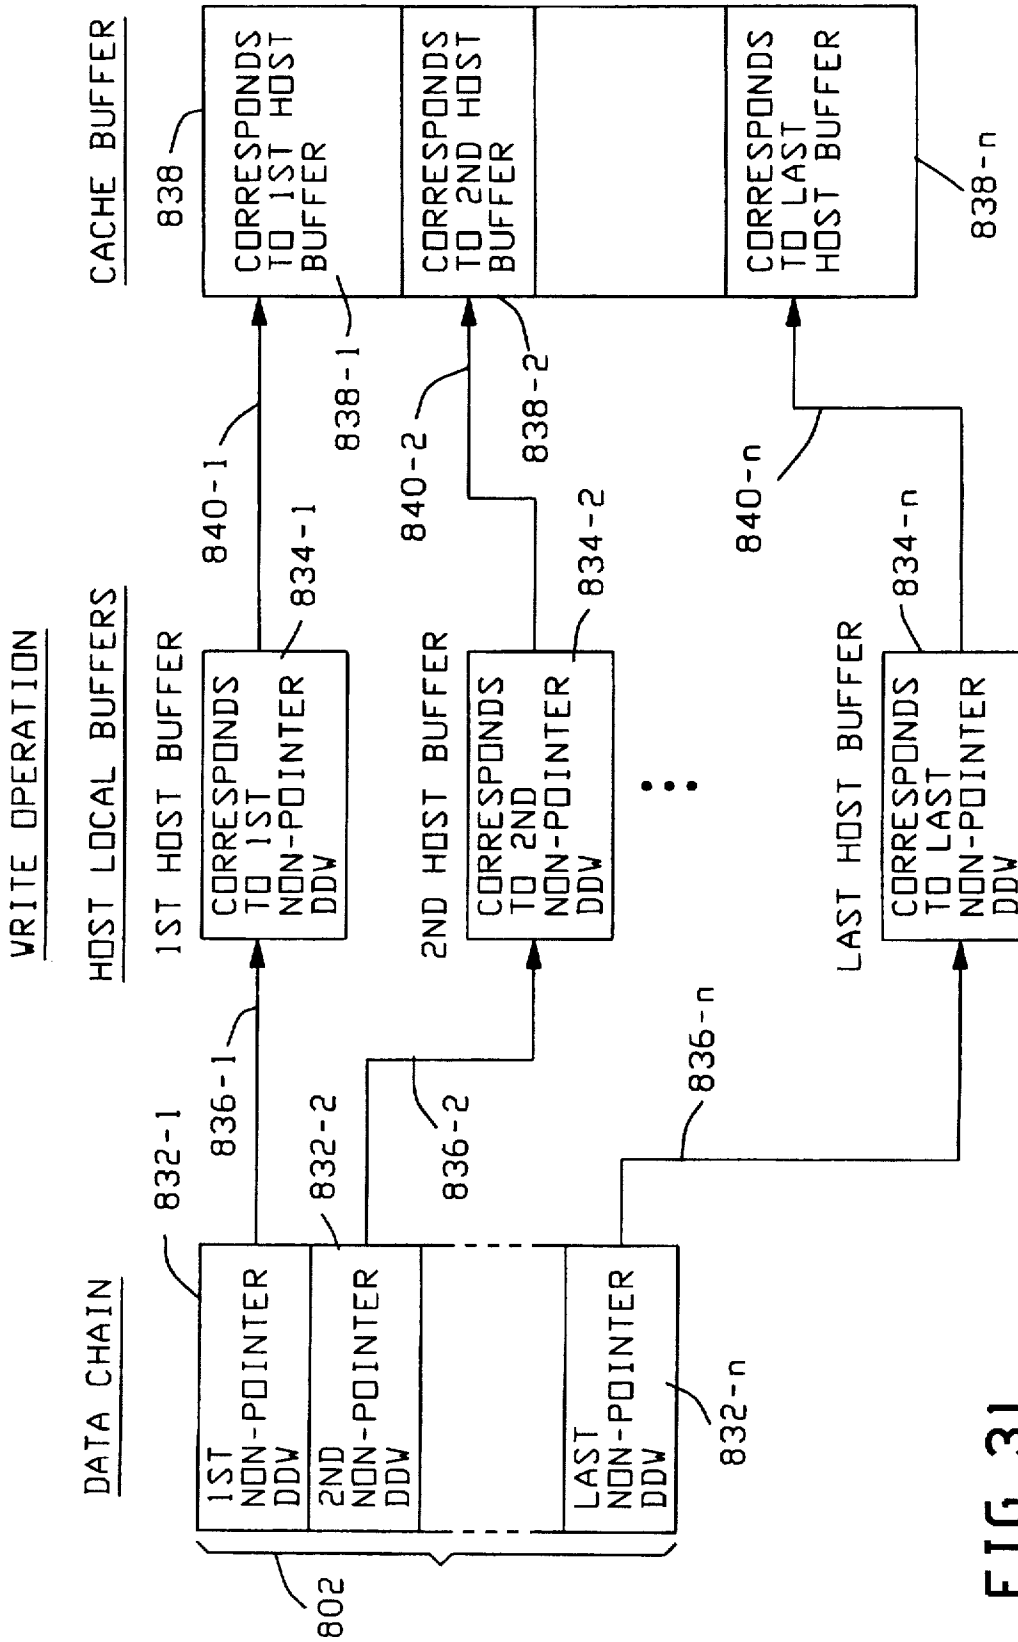 WRITE OPERATION
DATA CHAIN
HOST LOCAL BUFFERS
CACHE BUFFER
802
832-1
1ST
NON-POINTER
DDW
832-2
2ND
NON-POINTER
DDW
LAST
NON-POINTER
DDW
832-n
836-1
836-2
836-n
1ST HOST BUFFER
CORRESPONDS
TO 1ST
NON-POINTER
DDW
834-1
2ND HOST BUFFER
CORRESPONDS
TO 2ND
NON-POINTER
DDW
834-2
LAST HOST BUFFER
CORRESPONDS
TO LAST
NON-POINTER
DDW
834-n
840-1
840-2
840-n
838
CORRESPONDS
TO 1ST HOST
BUFFER
838-1
CORRESPONDS
TO 2ND HOST
BUFFER
838-2
CORRESPONDS
TO LAST
HOST BUFFER
838-n
FIG. 31